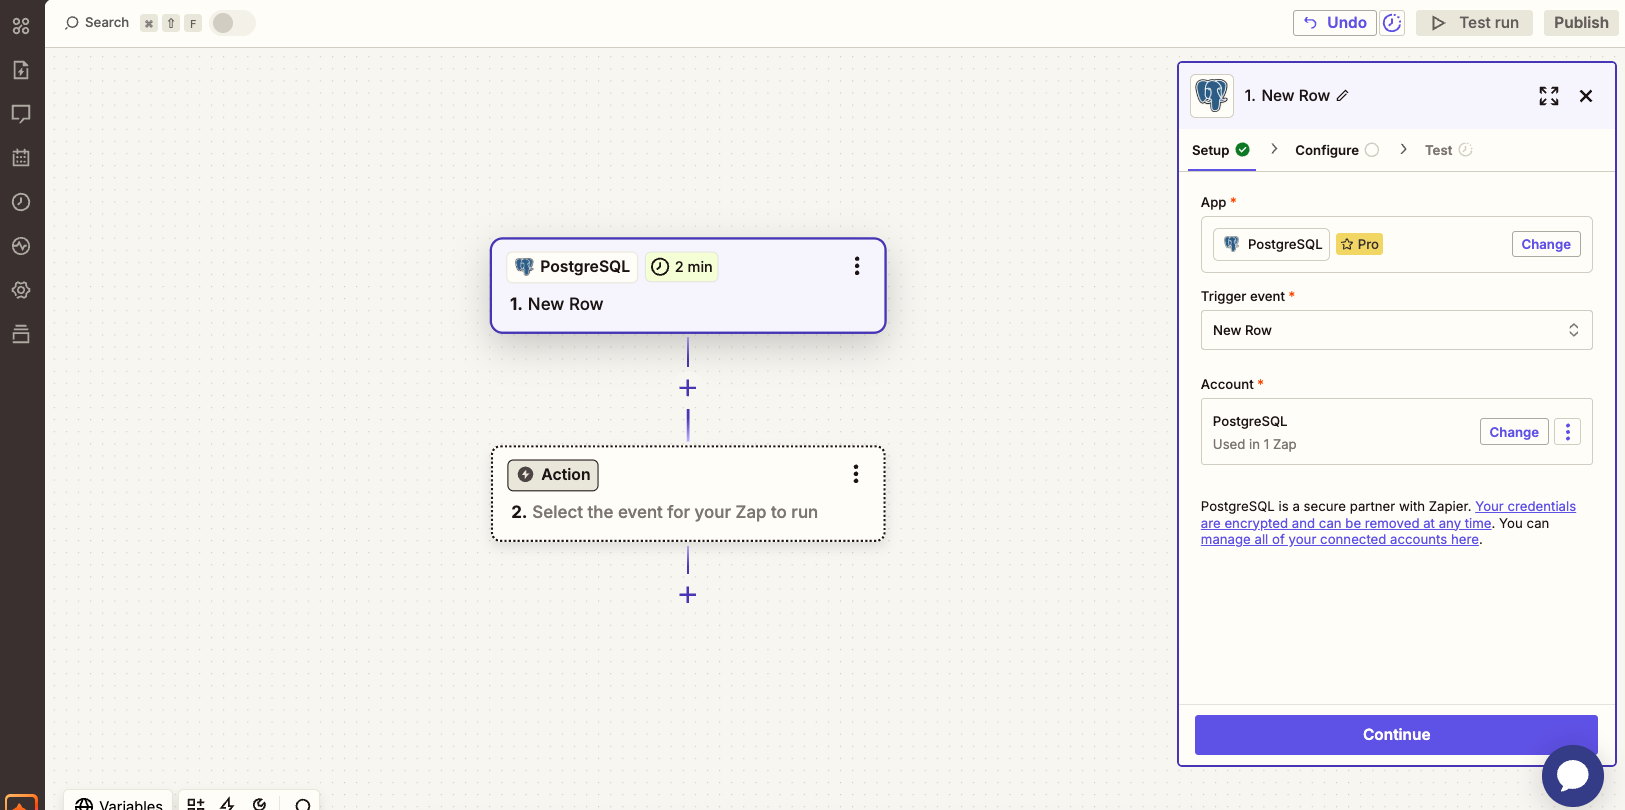 Search ⌘ ⇧ F
Undo
Test run
Publish
PostgreSQL 2 min
1. New Row
Action
2. Select the event for your Zap to run
Variables
1. New Row
Setup Configure Test
App *
PostgreSQL Pro Change
Trigger event *
New Row
Account *
PostgreSQL
Used in 1 Zap
Change
PostgreSQL is a secure partner with Zapier. Your credentials
are encrypted and can be removed at any time. You can
manage all of your connected accounts here.
Continue